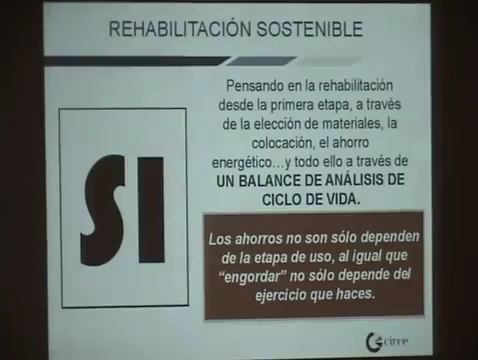 REHABILITACIÓN SOSTENIBLE
Pensando en la rehabilitación
desde la primera etapa, a través
de la elección de materiales, la
colocación, el ahorro
energético...y todo ello a través de
UN BALANCE DE ANÁLISIS DE
CICLO DE VIDA.
SI
Los ahorros no son sólo dependen
de la etapa de uso, al igual que
“engordar” no sólo depende del
ejercicio que haces.
circe